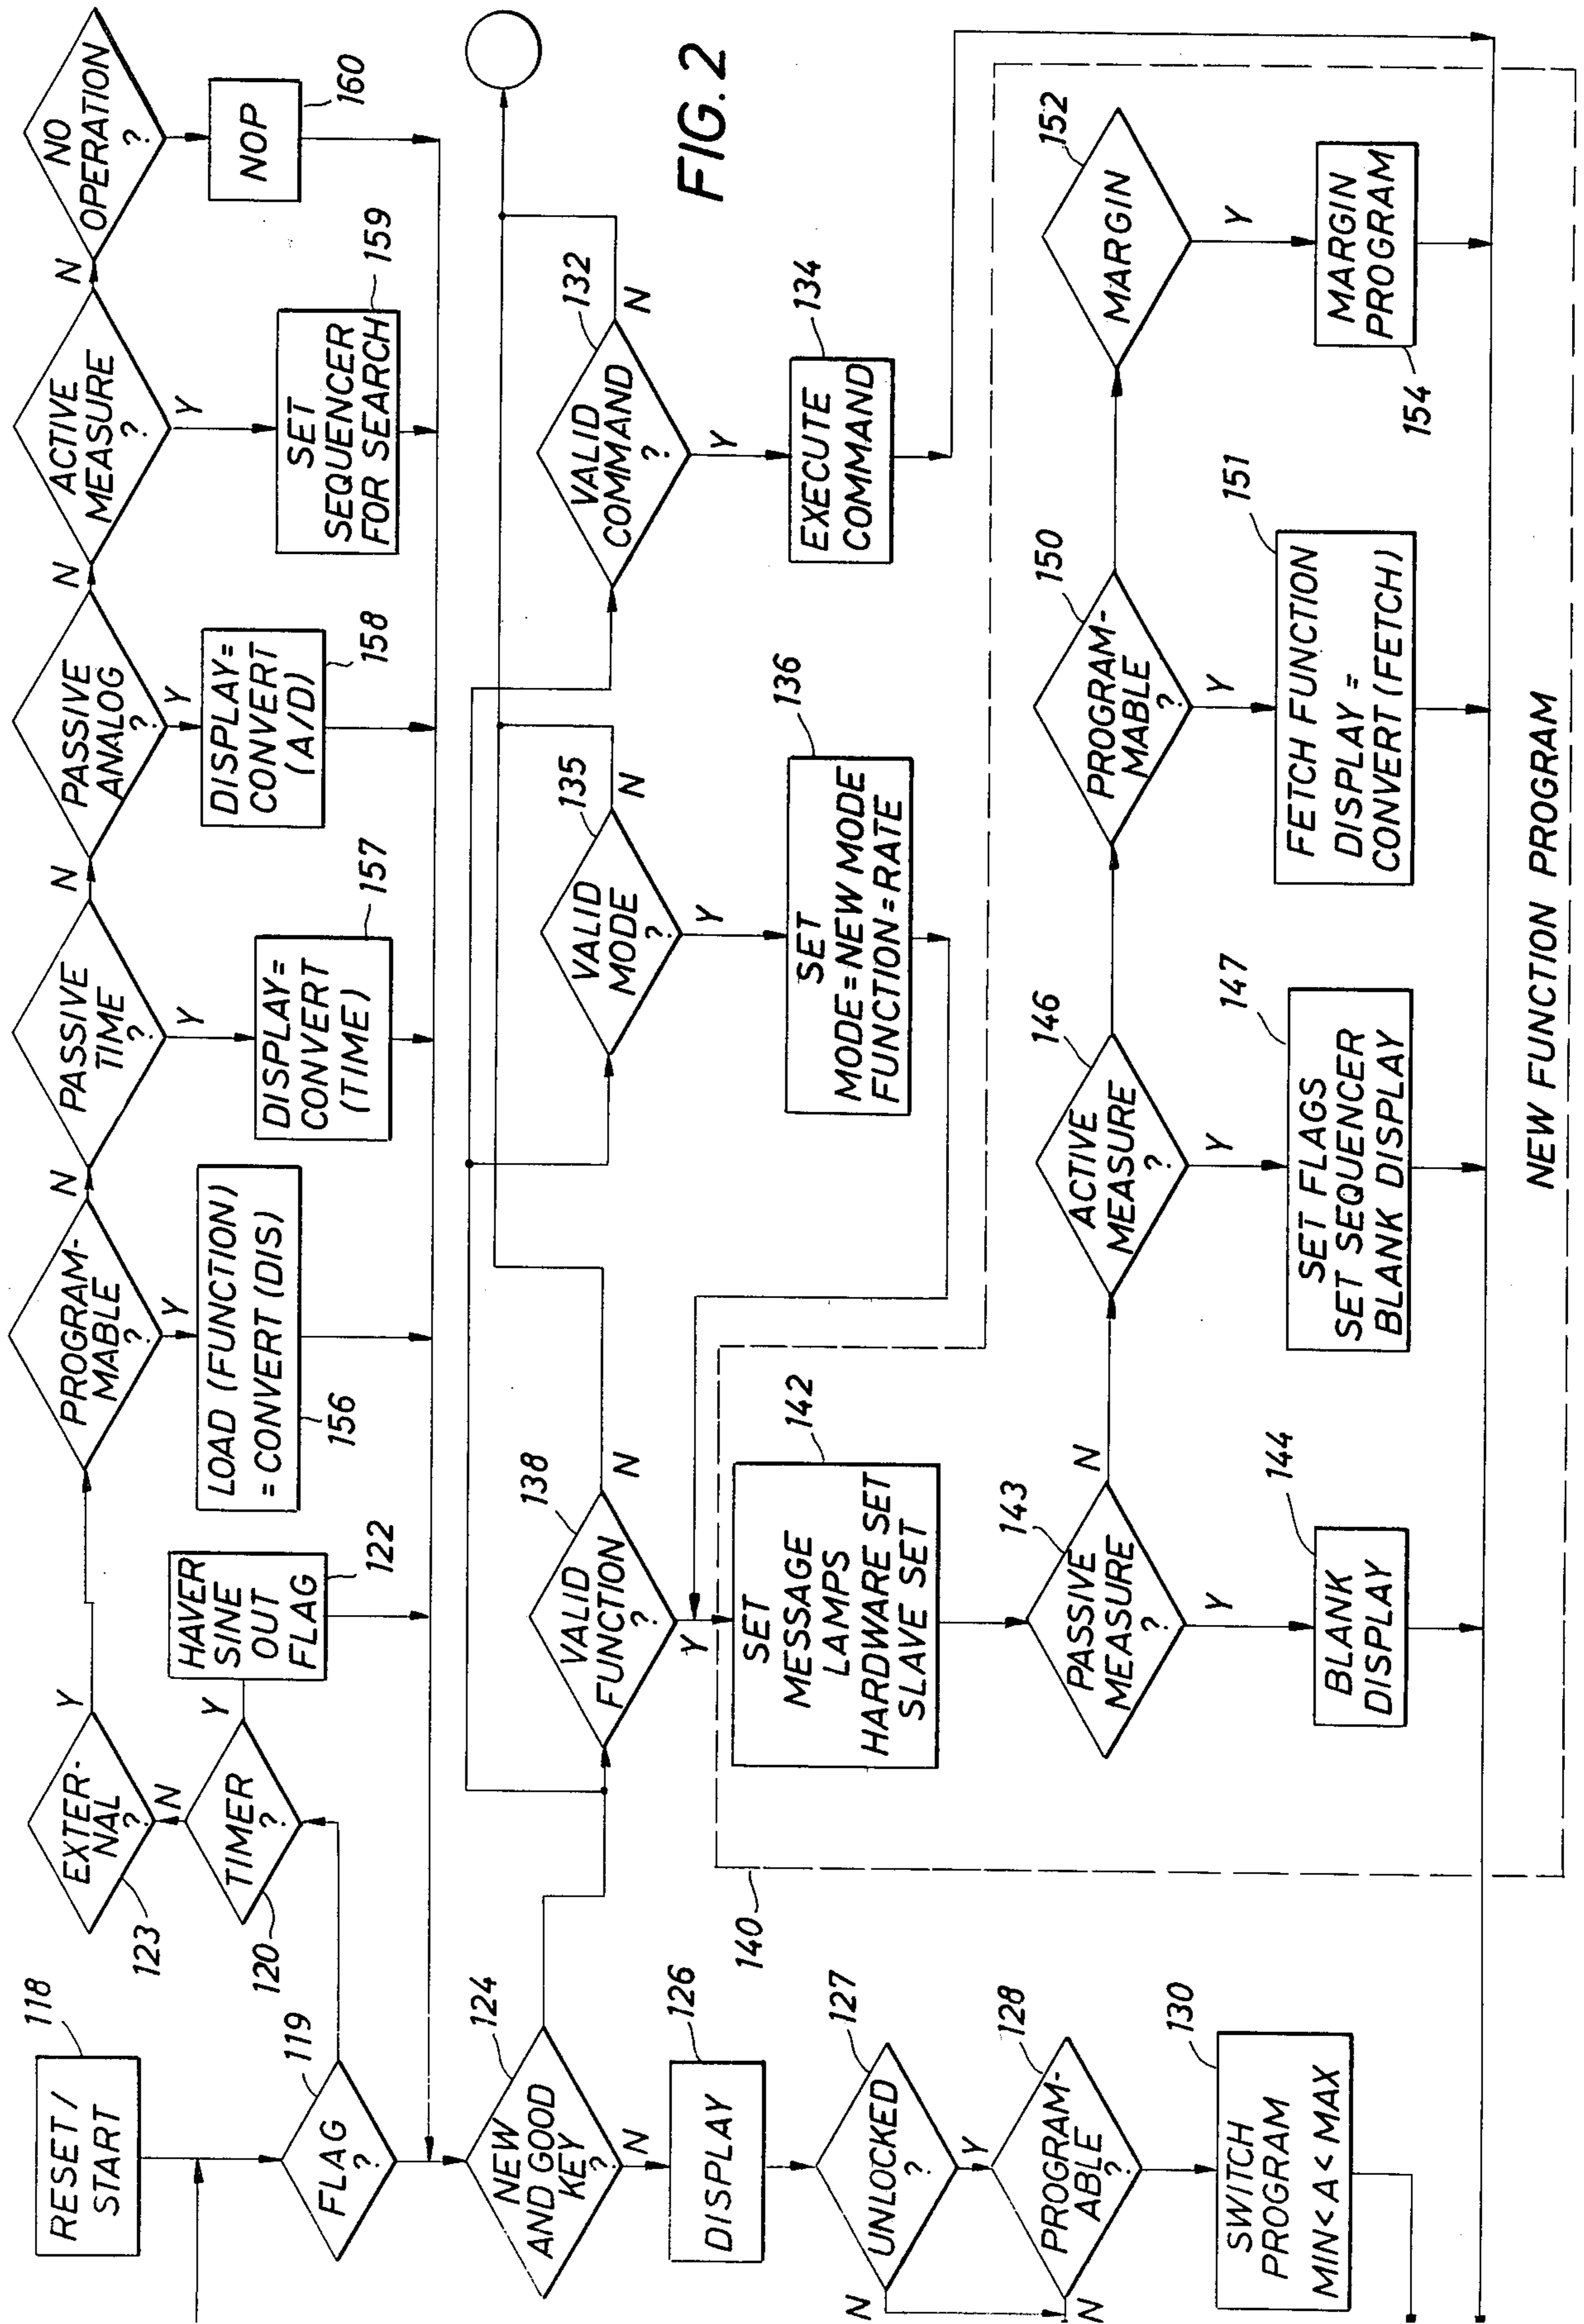 RESET /
START
118
FLAG
?
119
TIMER
?
120
Y
N
HAVER
SINE
OUT
FLAG
122
EXTER-
NAL
?
123
Y
PROGRAM-
MABLE
?
N
Y
LOAD (FUNCTION)
= CONVERT (DIS)
156
PASSIVE
TIME
?
N
Y
DISPLAY=
CONVERT
(TIME)
157
PASSIVE
ANALOG
?
N
Y
DISPLAY=
CONVERT
(A/D)
158
ACTIVE
MEASURE
?
N
Y
SET
SEQUENCER
FOR SEARCH
159
NO
OPERATION
?
NOP
160
NEW
AND GOOD
KEY
?
124
N
DISPLAY
126
UNLOCKED
?
127
N
Y
PROGRAM-
ABLE
?
128
N
SWITCH
PROGRAM
MIN<A<MAX
130
VALID
FUNCTION
?
138
N
Y
VALID
MODE
?
135
N
Y
SET
MODE=NEW MODE
FUNCTION=RATE
136
VALID
COMMAND
?
132
N
Y
EXECUTE
COMMAND
134
FIG. 2
140
SET
MESSAGE
LAMPS
HARDWARE SET
SLAVE SET
142
PASSIVE
MEASURE
?
143
N
Y
BLANK
DISPLAY
144
ACTIVE
MEASURE
?
146
Y
SET FLAGS
SET SEQUENCER
BLANK DISPLAY
147
PROGRAM-
MABLE
?
150
Y
FETCH FUNCTION
DISPLAY =
CONVERT (FETCH)
151
MARGIN
152
Y
MARGIN
PROGRAM
154
NEW FUNCTION PROGRAM